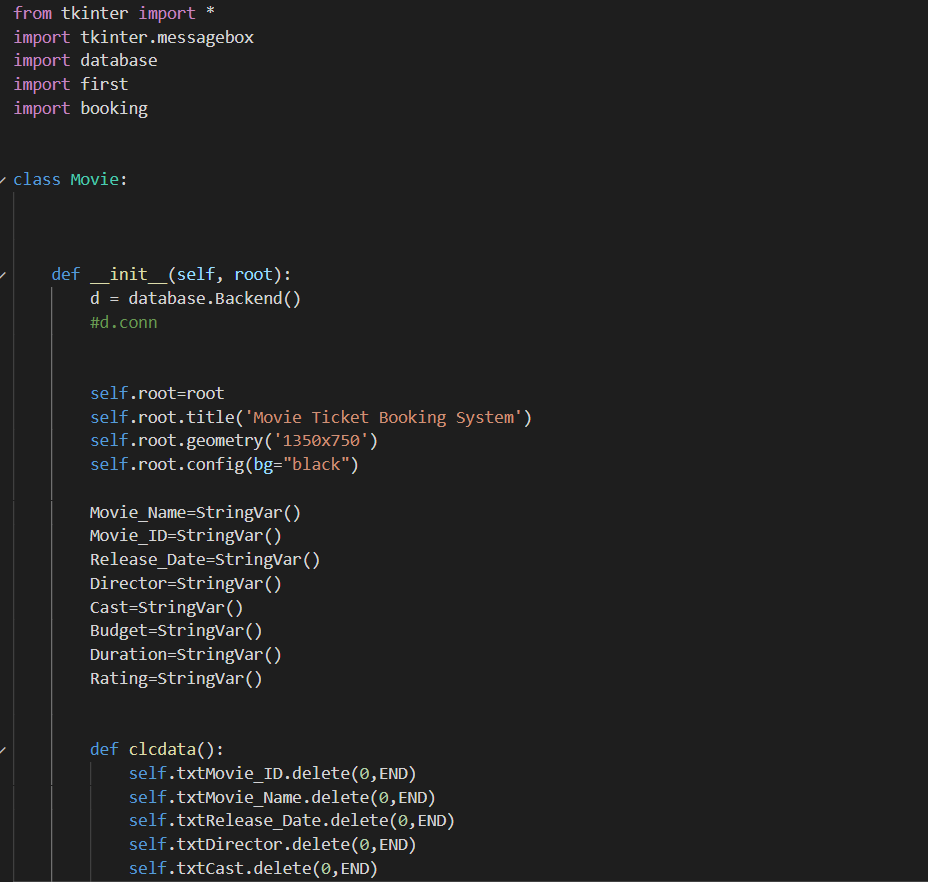 from tkinter import *
import tkinter.messagebox
import database
import first
import booking
class Movie:
def __init__(self, root):
d = database.Backend()
#d.conn
self.root=root
self.root.title('Movie Ticket Booking System')
self.root.geometry('1350x750')
self.root.config(bg="black")
Movie_Name=StringVar()
Movie_ID=StringVar()
Release_Date=StringVar()
Director=StringVar()
Cast=StringVar()
Budget=StringVar()
Duration=StringVar()
Rating=StringVar()
def clcdata():
self.txtMovie_ID.delete(0,END)
self.txtMovie_Name.delete(0,END)
self.txtRelease_Date.delete(0,END)
self.txtDirector.delete(0,END)
self.txtCast.delete(0,END)